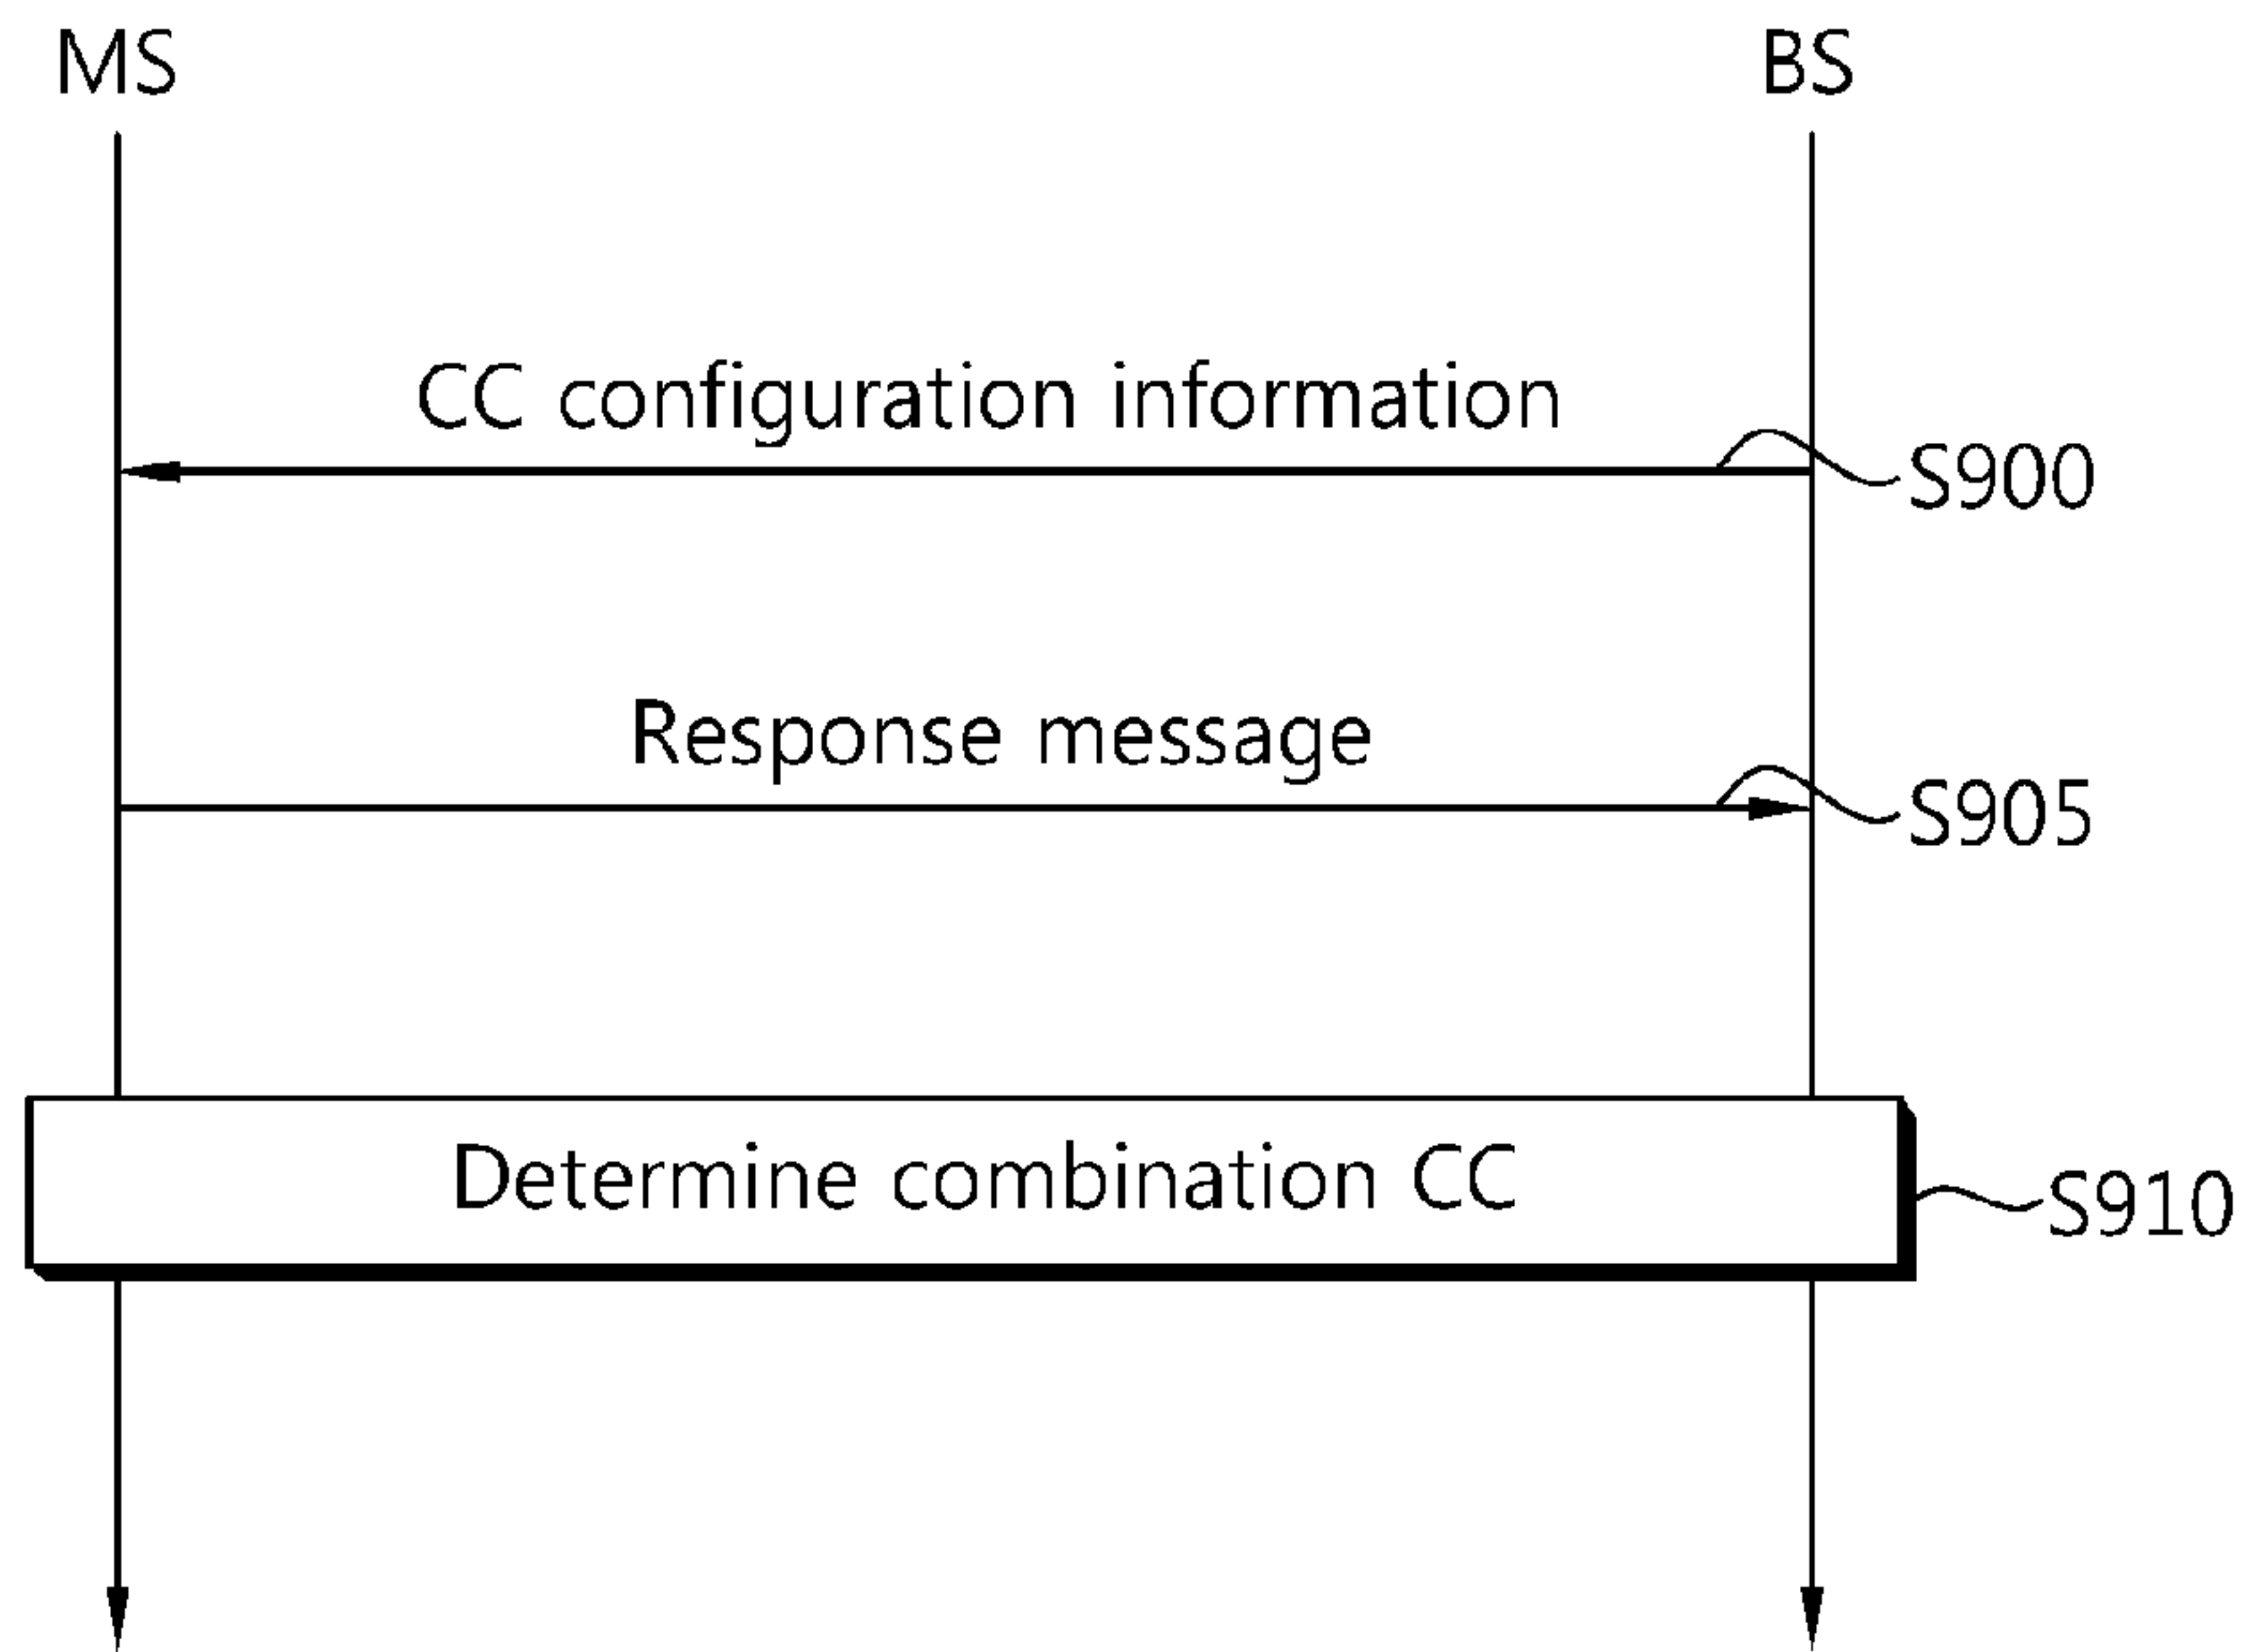 MS
BS
CC configuration information
S900
Response message
S905
Determine combination CC
S910